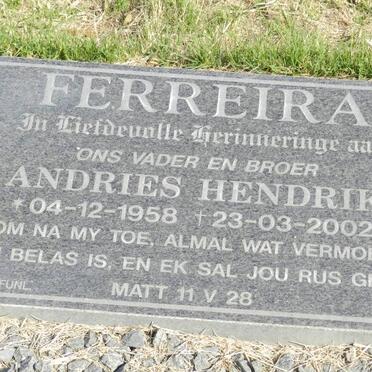 FERREIRA
In Liefdevolle Herinneringe aa
ONS VADER EN BROER
ANDRIES HENDRIK
*04-12-1958 †23-03-2002
OM NA MY TOE, ALMAL WAT VERMO
BELAS IS, EN EK SAL JOU RUS G
FUNL. MATT 11 V 28